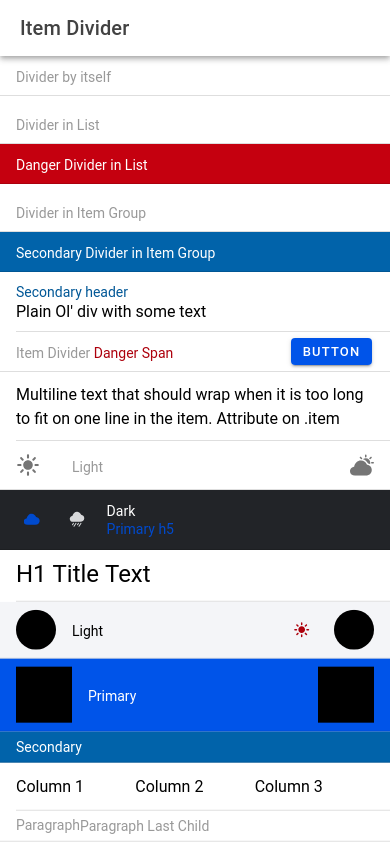 Item Divider
Divider by itself
Divider in List
Danger Divider in List
Divider in Item Group
Secondary Divider in Item Group
Secondary header
Plain Ol' div with some text
Item Divider Danger Span BUTTON
Multiline text that should wrap when it is too long
to fit on one line in the item. Attribute on .item
Light
Dark
Primary h5
H1 Title Text
Light
Primary
Secondary
Column 1 Column 2 Column 3
ParagraphParagraph Last Child